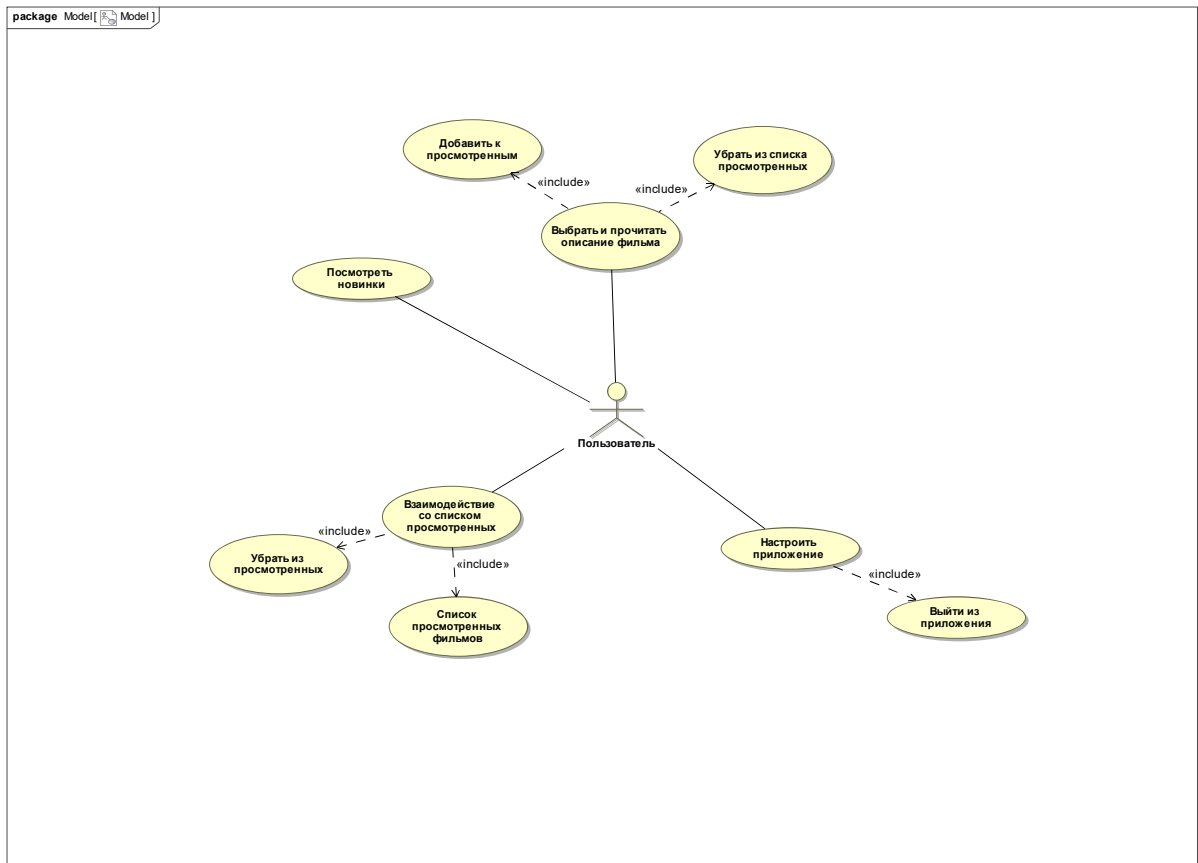 package Model[ Model ]
Добавить к
просмотренным
Убрать из списка
просмотренных
«include»
«include»
Выбрать и прочитать
описание фильма
Посмотреть
новинки
Пользователь
Взаимодействие
со списком
просмотренных
«include»
Убрать из
просмотренных
«include»
Список
просмотренных
фильмов
Настроить
приложение
«include»
Выйти из
приложения